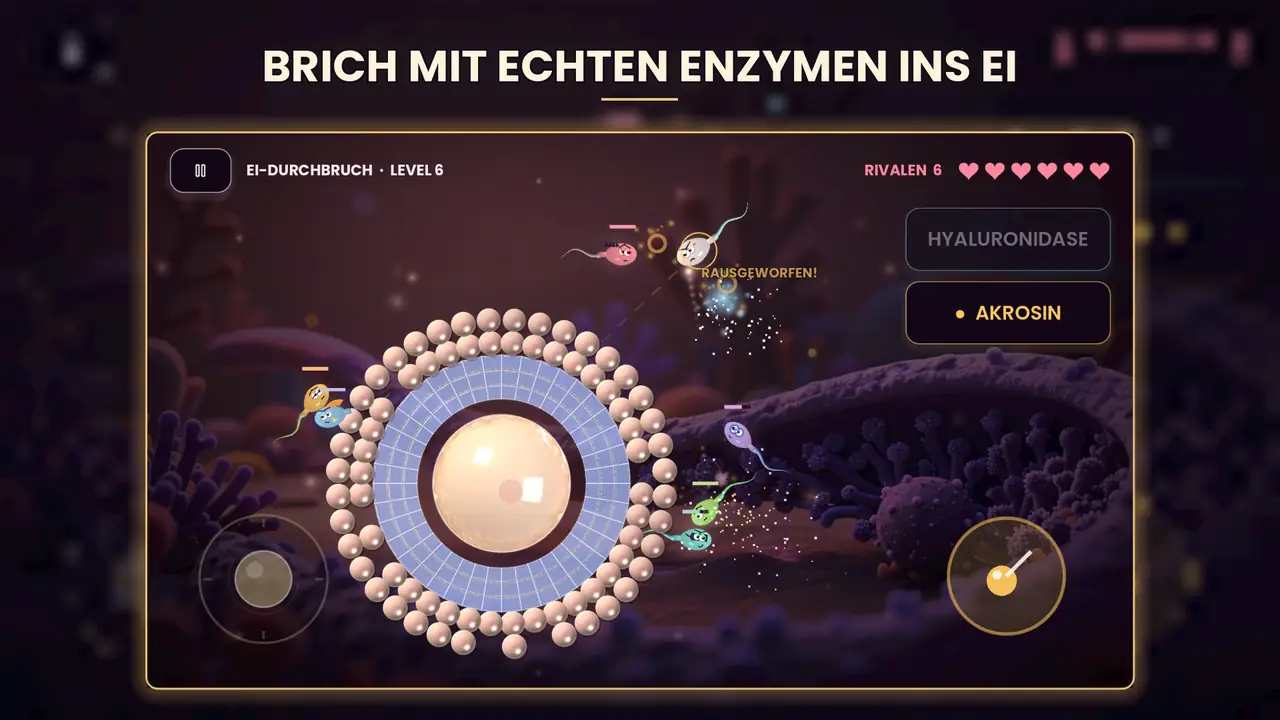 BRICH MIT ECHTEN ENZYMEN INS EI
EI-DURCHBRUCH · LEVEL 6
RIVALEN 6
HYALURONIDASE
RAUSGEWORFEN!
• AKROSIN